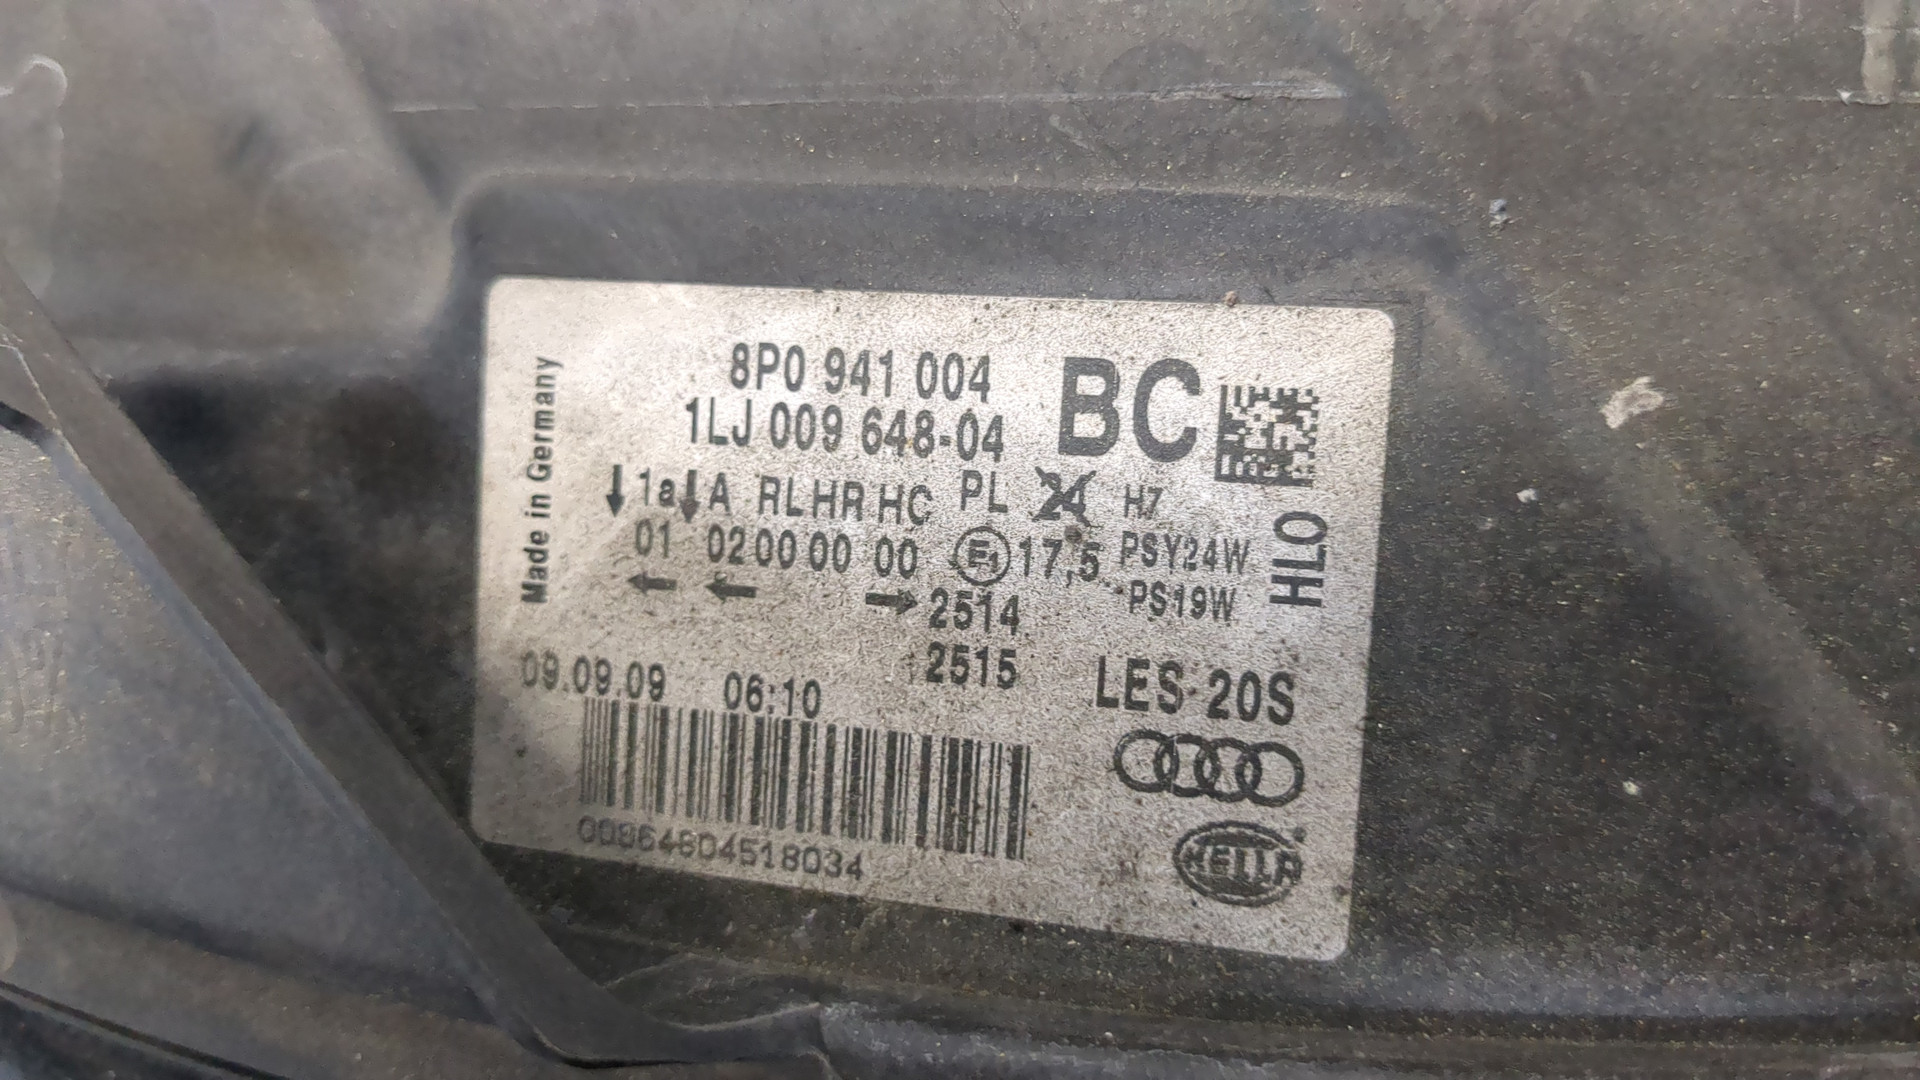 Made in Germany
8P0 941 004
BC
1LJ 009 648-04
1a A RL HR HC PL 24 H7
01 02 00 00 00 E1 17,5 PSY24W
2514 PS19W
HLO
2515
09.09.09 06:10
LES 20S
00964804518034
HELLA